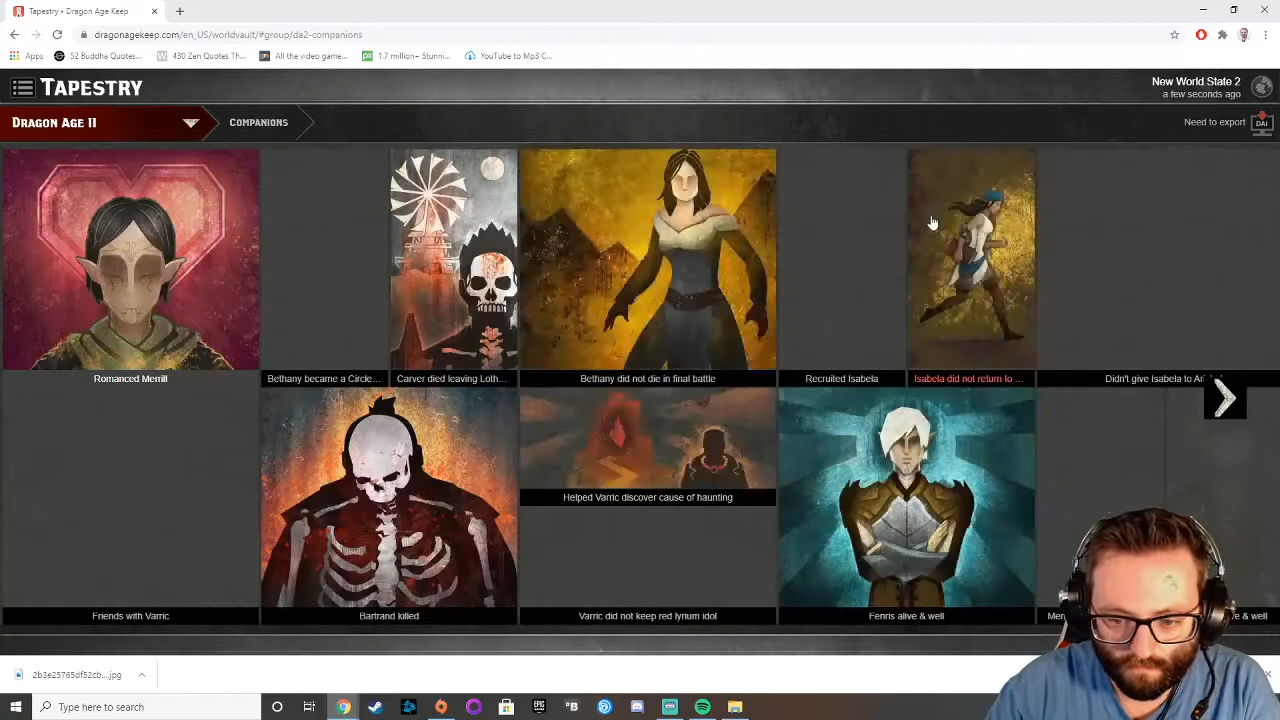 Tapestry • Dragon Age Keep
dragonagekeep.com/en_US/worldvault/#group/da2-companions
Apps
52 Buddha Quotes...
430 Zen Quotes Th...
All the video game...
1.7 million+ Stunni...
YouTube to Mp3 C...
TAPESTRY
New World State 2
a few seconds ago
DRAGON AGE II
COMPANIONS
Need to export
DAI
Romanced Merrill
Bethany became a Circle...
Carver died leaving Loth...
Bethany did not die in final battle
Recruited Isabela
Isabela did not return to ...
Didn't give Isabela to
Helped Varric discover cause of haunting
Friends with Varric
Bartrand killed
Varric did not keep red lyrium idol
Fenris alive & well
e & well
2b3e25765df52cb....jpg
Type here to search